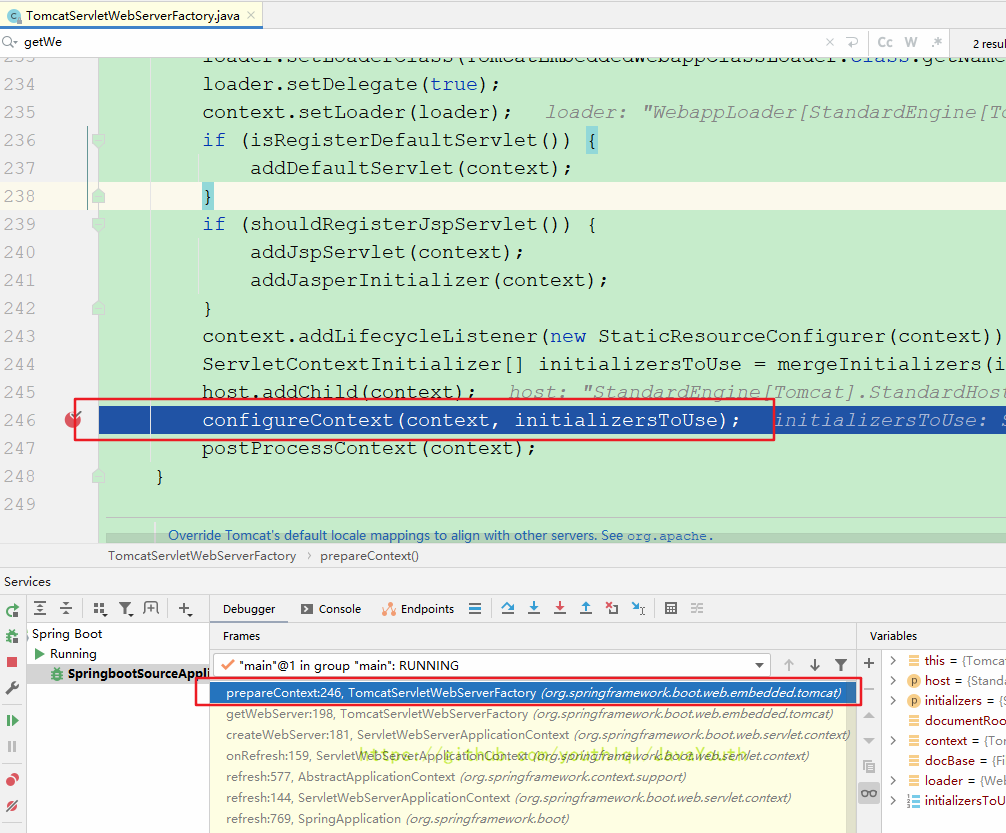 TomcatServletWebServerFactory.java
getWe
Cc W .* 2 resul
234 loader.setDelegate(true);
235 context.setLoader(loader); loader: "WebappLoader[StandardEngine[To
236 if (isRegisterDefaultServlet()) {
237 addDefaultServlet(context);
238 }
239 if (shouldRegisterJspServlet()) {
240 addJspServlet(context);
241 addJasperInitializer(context);
242 }
243 context.addLifecycleListener(new StaticResourceConfigurer(context))
244 ServletContextInitializer[] initializersToUse = mergeInitializers(i
245 host.addChild(context); host: "StandardEngine[Tomcat].StandardHos
246 configureContext(context, initializersToUse); initializersToUse: S
247 postProcessContext(context);
248 }
249
Override Tomcat's default locale mappings to align with other servers. See org.apache.
TomcatServletWebServerFactory › prepareContext()
Services
Debugger Console Endpoints
Spring Boot
Running
SpringbootSourceAppli
Frames
"main"@1 in group "main": RUNNING
prepareContext:246, TomcatServletWebServerFactory (org.springframework.boot.web.embedded.tomcat)
getWebServer:198, TomcatServletWebServerFactory (org.springframework.boot.web.embedded.tomcat)
createWebServer:181, ServletWebServerApplicationContext (org.springframework.boot.web.servlet.context)
onRefresh:159, ServletWebServerApplicationContext (org.springframework.boot.web.servlet.context)
refresh:577, AbstractApplicationContext (org.springframework.context.support)
refresh:144, ServletWebServerApplicationContext (org.springframework.boot.web.servlet.context)
refresh:769, SpringApplication (org.springframework.boot)
Variables
this = {Tomca
host = {Standa
initializers = {S
documentRoo
context = {Tor
docBase = {Fi
loader = {Web
initializersToU